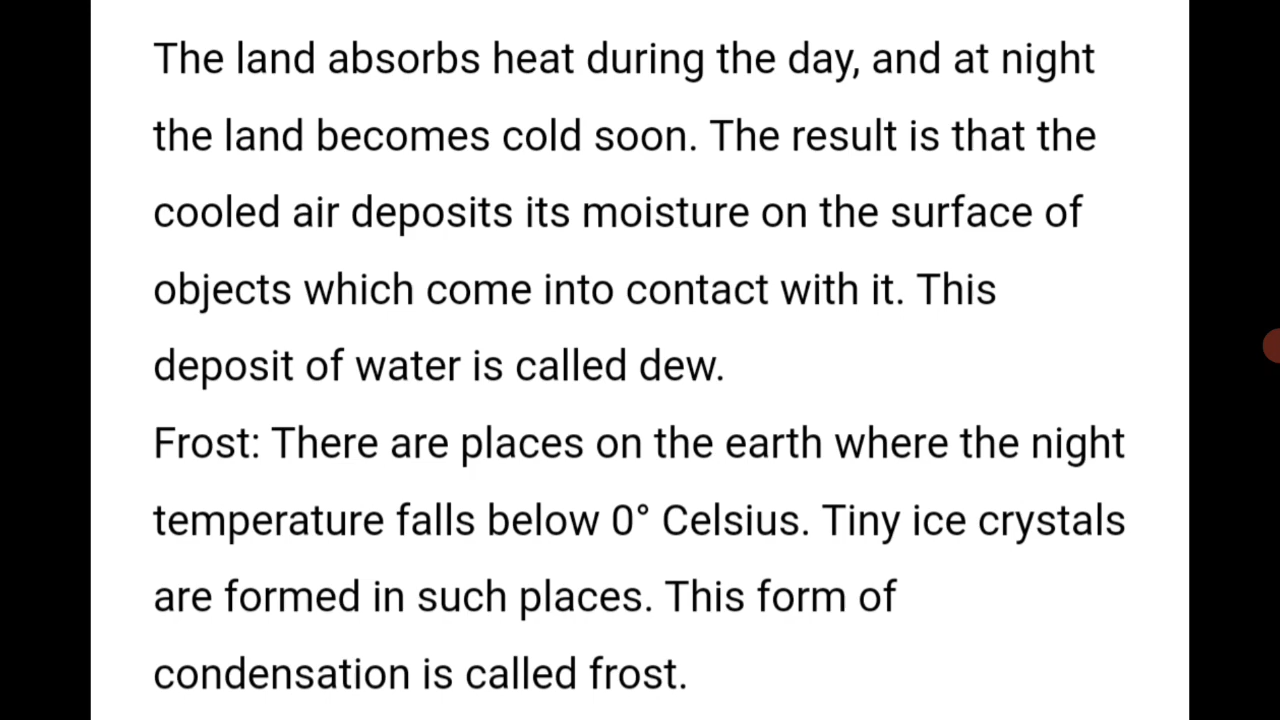 The land absorbs heat during the day, and at night
the land becomes cold soon. The result is that the
cooled air deposits its moisture on the surface of
objects which come into contact with it. This
deposit of water is called dew.
Frost: There are places on the earth where the night
temperature falls below 0° Celsius. Tiny ice crystals
are formed in such places. This form of
condensation is called frost.